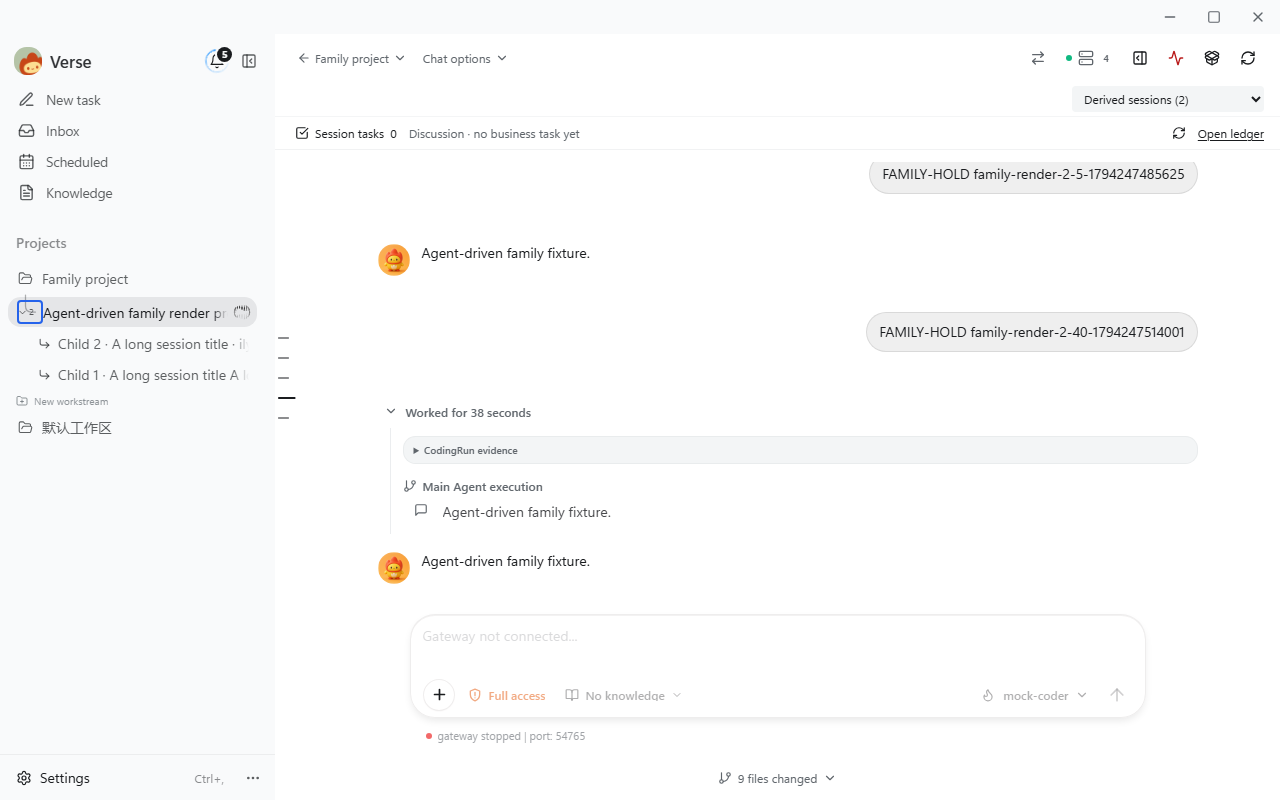 Verse
5
New task
Inbox
Scheduled
Knowledge
Projects
Family project
2
Agent-driven family render pr
Child 2 · A long session title ·
Child 1 · A long session title A l
New workstream
默认工作区
Settings
Ctrl+,
Family project
Chat options
4
Derived sessions (2)
Session tasks 0
Discussion · no business task yet
Open ledger
FAMILY-HOLD family-render-2-5-1794247485625
Agent-driven family fixture.
FAMILY-HOLD family-render-2-40-1794247514001
Worked for 38 seconds
CodingRun evidence
Main Agent execution
Agent-driven family fixture.
Agent-driven family fixture.
Gateway not connected...
Full access
No knowledge
mock-coder
gateway stopped | port: 54765
9 files changed